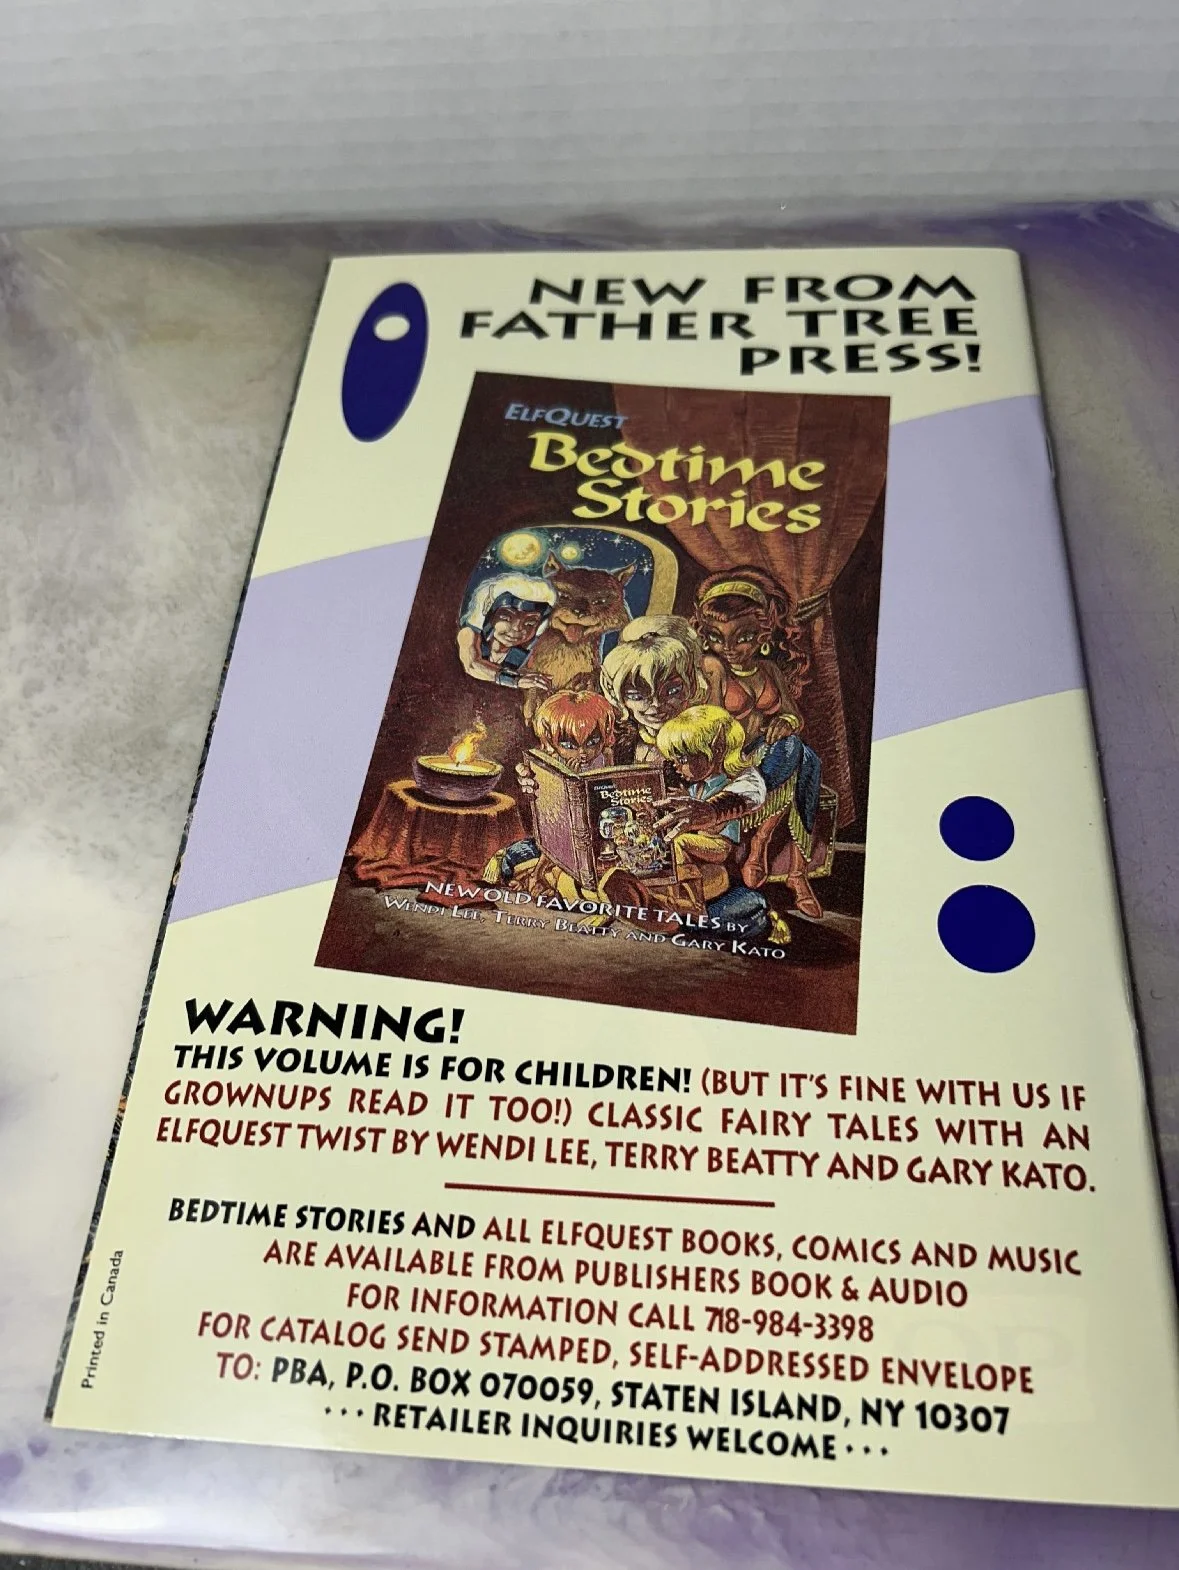 NEW FROM
FATHER TREE
PRESS!
ELFQUEST
Bedtime
Stories
Bedtime
Stories
NEW OLD FAVORITE TALES BY
WENDI LEE, TERRY BEATTY AND GARY KATO
WARNING!
THIS VOLUME IS FOR CHILDREN! (BUT IT'S FINE WITH US IF
GROWNUPS READ IT TOO!) CLASSIC FAIRY TALES WITH AN
ELFQUEST TWIST BY WENDI LEE, TERRY BEATTY AND GARY KATO.
BEDTIME STORIES AND ALL ELFQUEST BOOKS, COMICS AND MUSIC
ARE AVAILABLE FROM PUBLISHERS BOOK & AUDIO
FOR INFORMATION CALL 718-984-3398
FOR CATALOG SEND STAMPED, SELF-ADDRESSED ENVELOPE
TO: PBA, P.O. BOX 070059, STATEN ISLAND, NY 10307
··· RETAILER INQUIRIES WELCOME ···
Printed in Canada